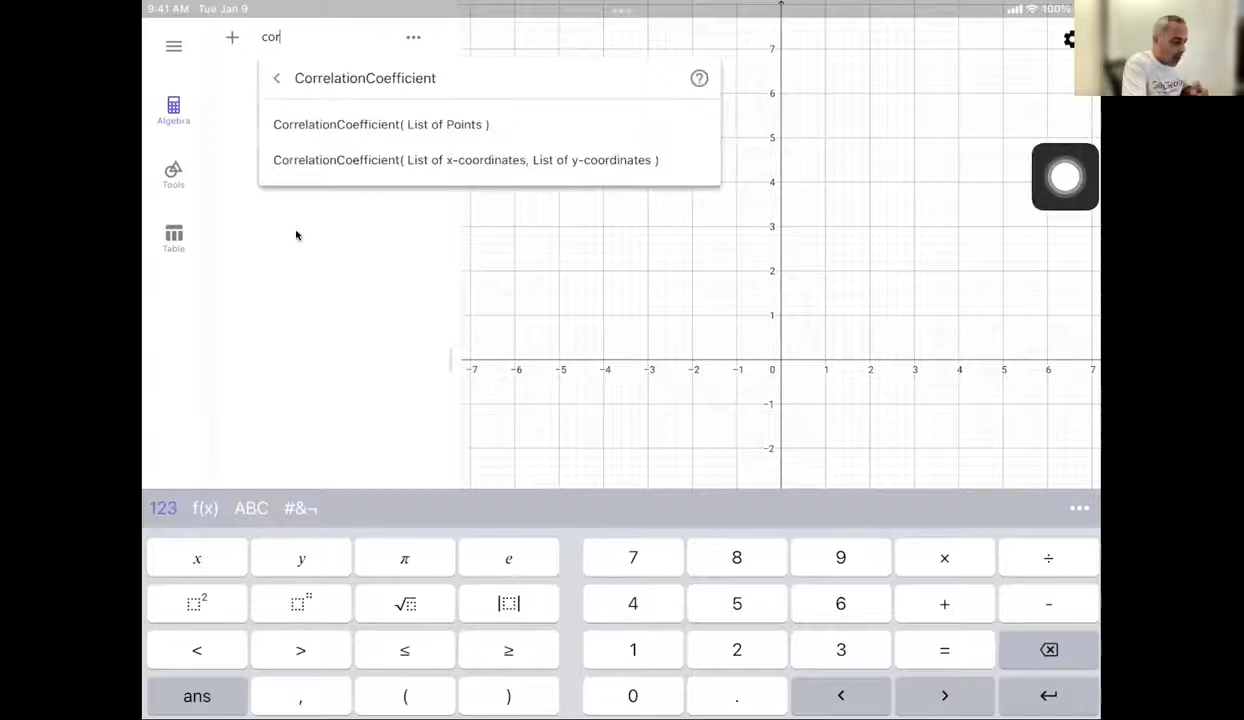 9:41 AM Tue Jan 9
100%
cor
CorrelationCoefficient
CorrelationCoefficient( List of Points )
CorrelationCoefficient( List of x-coordinates, List of y-coordinates )
Algebra
Tools
Table
7
6
5
4
3
2
1
-7 -6 -5 -4 -3 -2 -1 0 1 2 3 4 5 6 7
-1
-2
123 f(x) ABC #&¬
x y π e 7 8 9 × ÷
2 √ 4 5 6 + -
< > ≤ ≥ 1 2 3 =
ans , ( ) 0 . < >